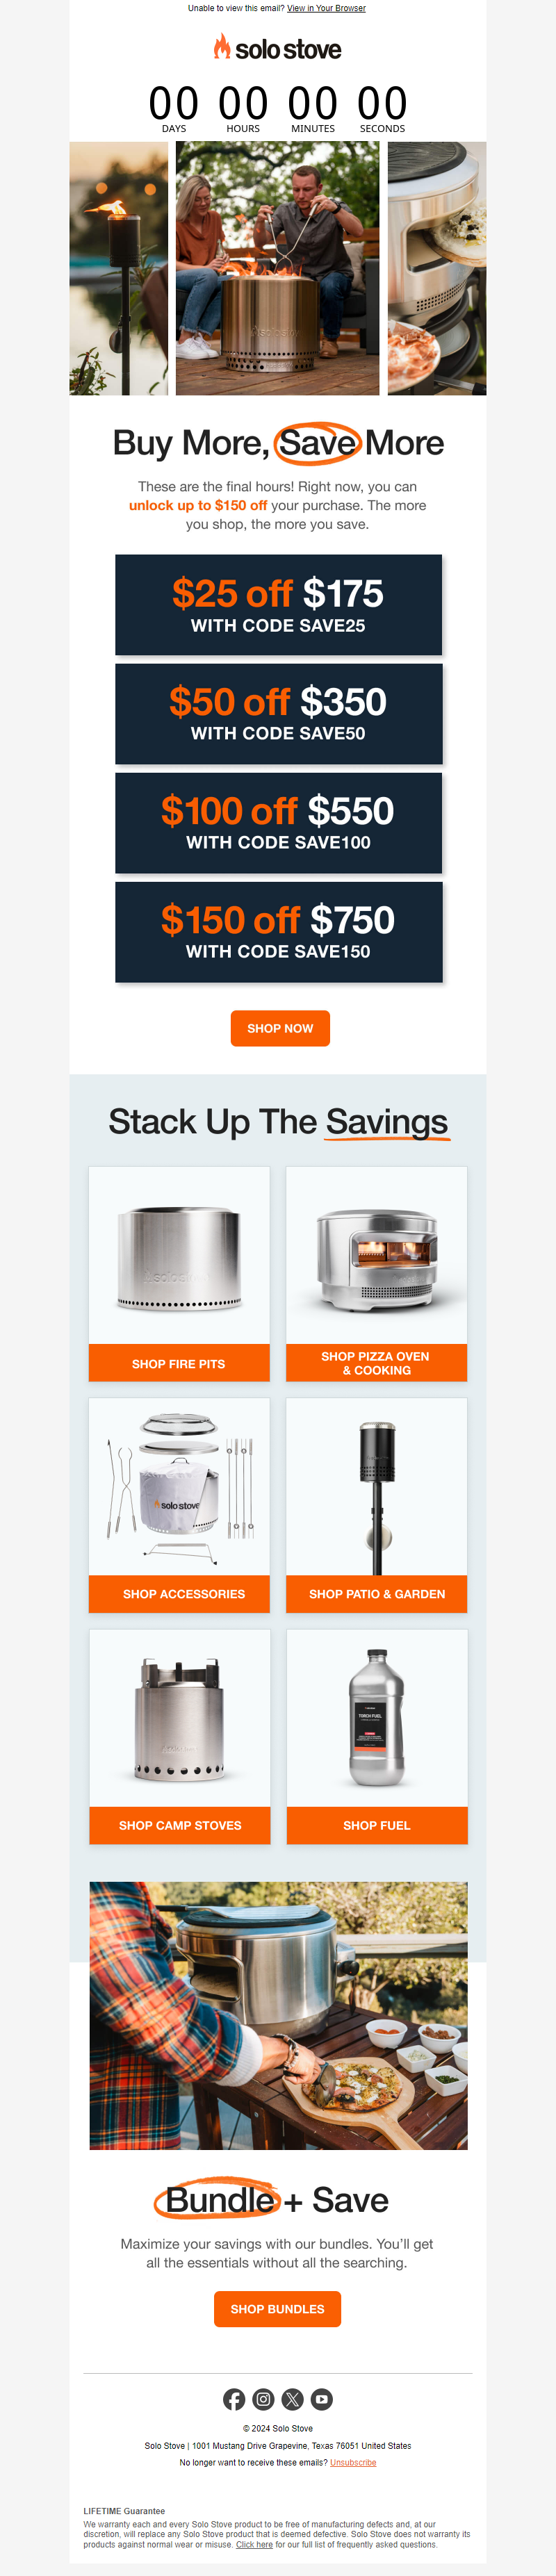 Unable to view this email? View in Your Browser
solo stove
00 00 00 00
DAYS HOURS MINUTES SECONDS
Buy More, Save More
These are the final hours! Right now, you can
unlock up to $150 off your purchase. The more
you shop, the more you save.
$25 off $175
WITH CODE SAVE25
$50 off $350
WITH CODE SAVE50
$100 off $550
WITH CODE SAVE100
$150 off $750
WITH CODE SAVE150
SHOP NOW
Stack Up The Savings
SHOP FIRE PITS
SHOP PIZZA OVEN
& COOKING
solo stove
SHOP ACCESSORIES
SHOP PATIO & GARDEN
TORCH FUEL
SHOP CAMP STOVES
SHOP FUEL
Bundle + Save
Maximize your savings with our bundles. You'll get
all the essentials without all the searching.
SHOP BUNDLES
© 2024 Solo Stove
Solo Stove | 1001 Mustang Drive Grapevine, Texas 76051 United States
No longer want to receive these emails? Unsubscribe
LIFETIME Guarantee
We warranty each and every Solo Stove product to be free of manufacturing defects and, at our
discretion, will replace any Solo Stove product that is deemed defective. Solo Stove does not warranty its
products against normal wear or misuse. Click here for our full list of frequently asked questions.